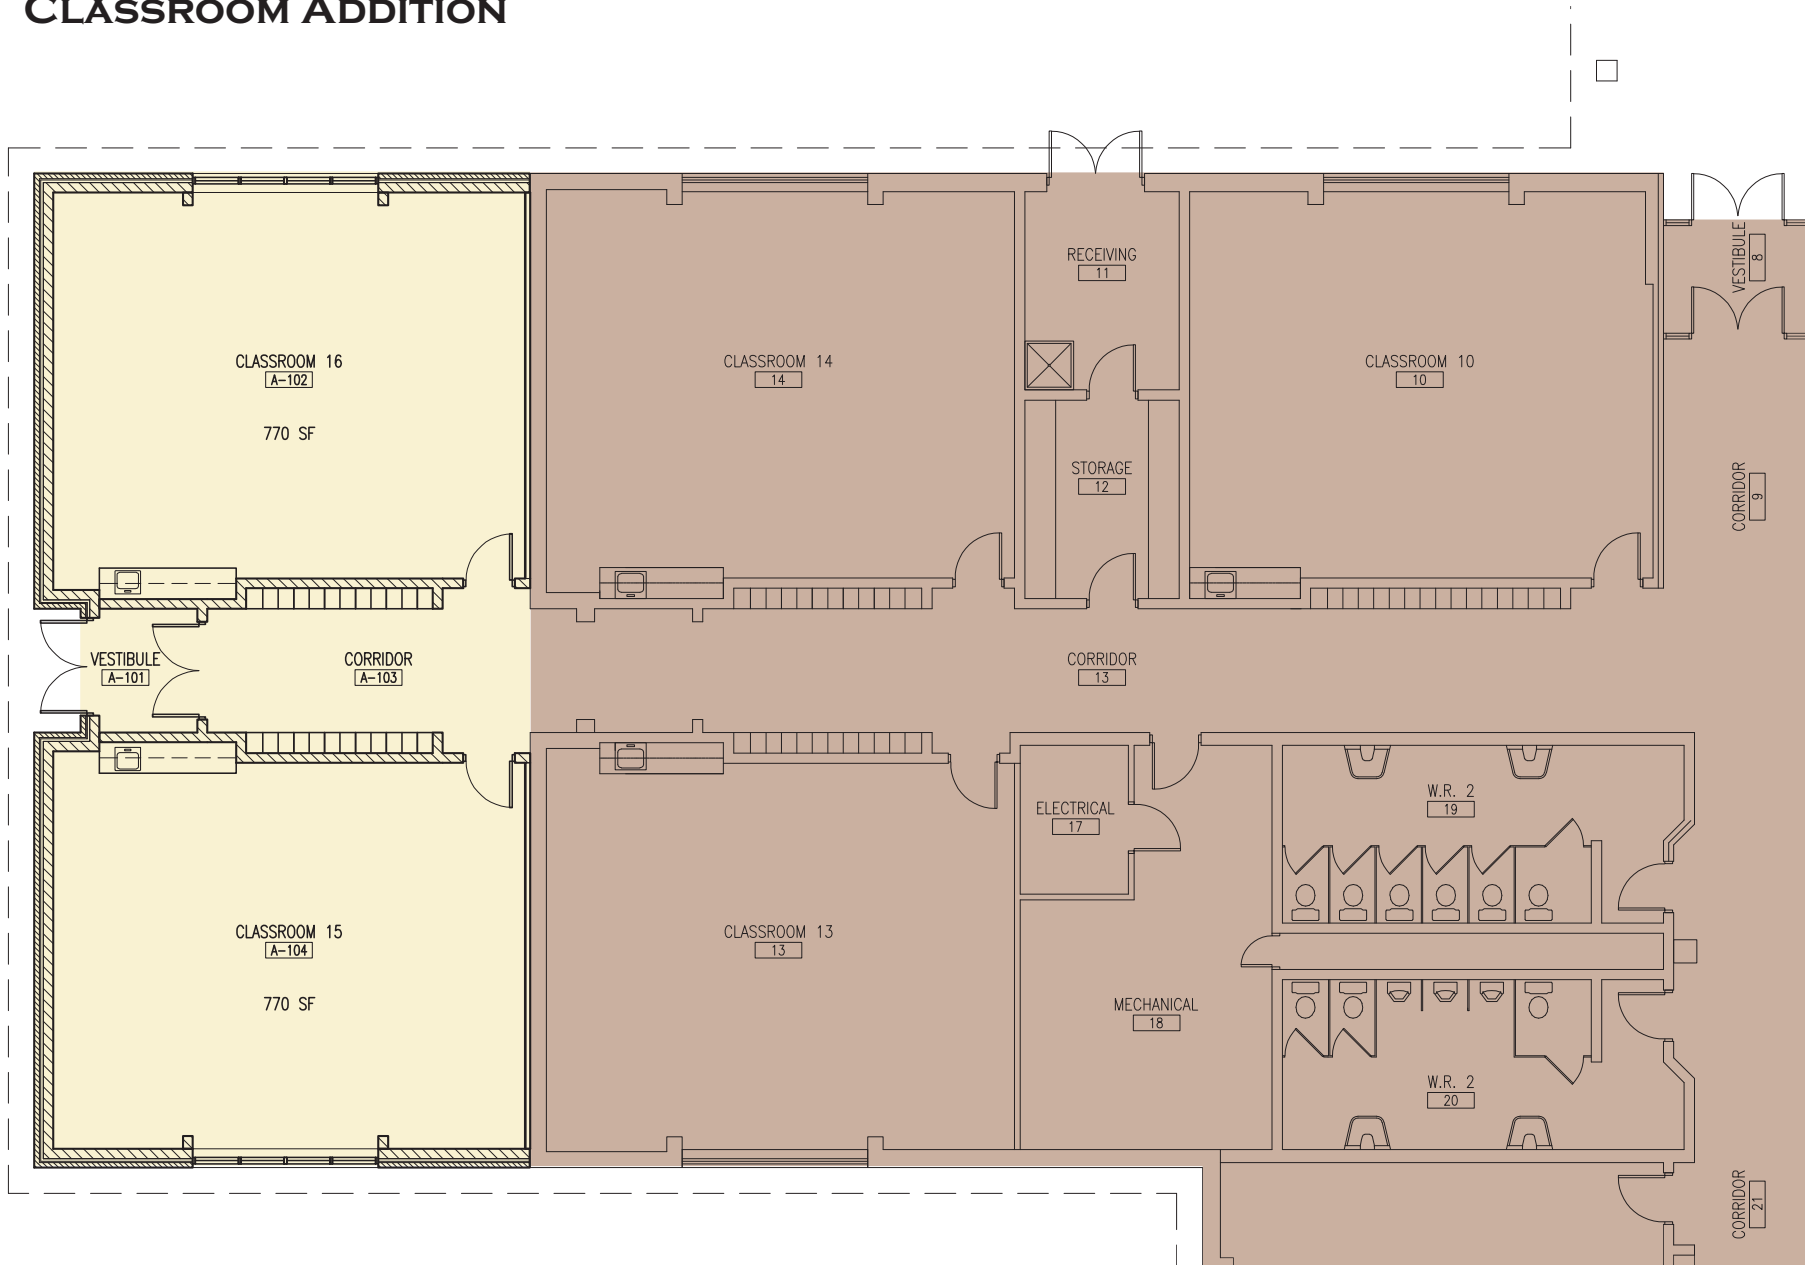 CLASSROOM ADDITION
RECEIVING
11
VESTIBULE
8
CLASSROOM 16
A-102
770 SF
CLASSROOM 14
14
CLASSROOM 10
10
STORAGE
12
CORRIDOR
9
VESTIBULE
A-101
CORRIDOR
A-103
CORRIDOR
13
ELECTRICAL
17
W.R. 2
19
CLASSROOM 15
A-104
770 SF
CLASSROOM 13
13
MECHANICAL
18
W.R. 2
20
CORRIDOR
21